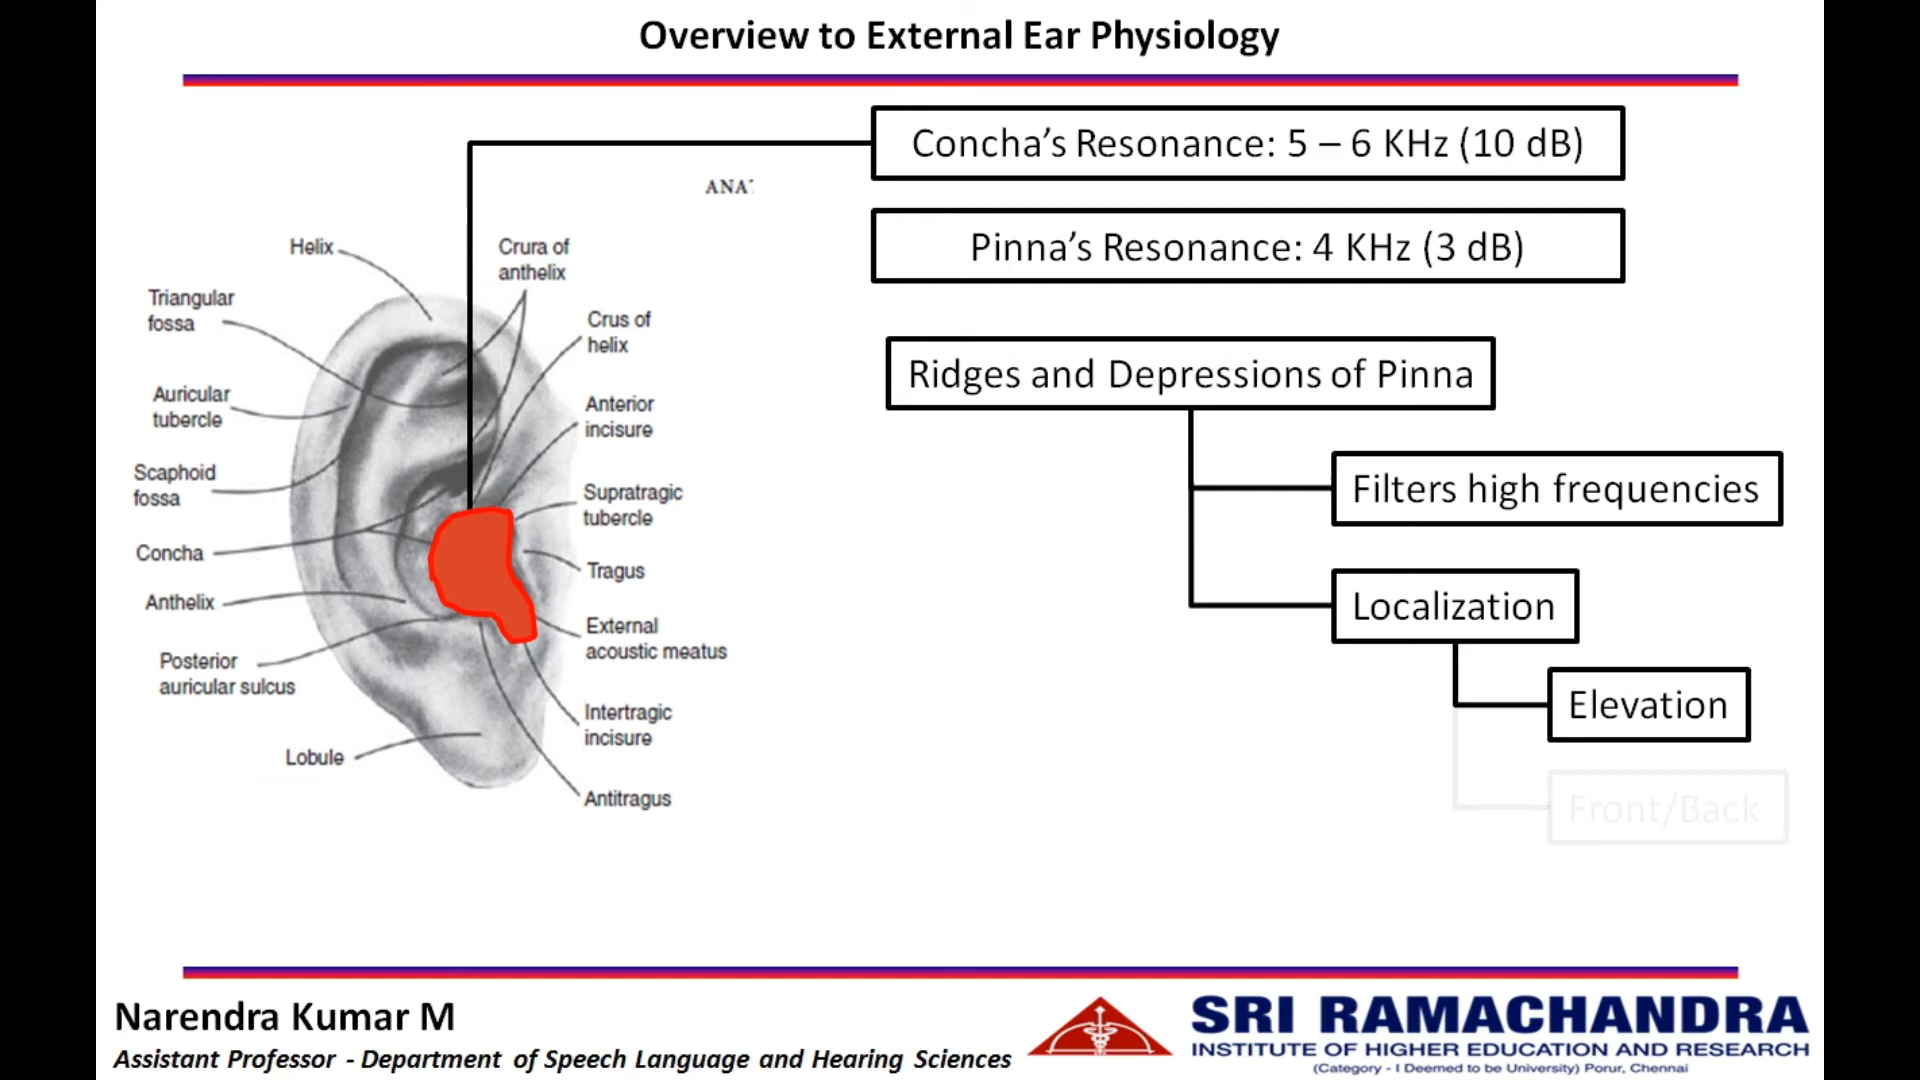 Overview to External Ear Physiology
Concha's Resonance: 5 – 6 KHz (10 dB)
ANA
Pinna's Resonance: 4 KHz (3 dB)
Helix
Crura of
anthelix
Triangular
fossa
Crus of
helix
Auricular
tubercle
Anterior
incisure
Scaphoid
fossa
Supratragic
tubercle
Concha
Tragus
Anthelix
External
acoustic meatus
Posterior
auricular sulcus
Intertragic
incisure
Lobule
Antitragus
Ridges and Depressions of Pinna
Filters high frequencies
Localization
Elevation
Front/Back
Narendra Kumar M
Assistant Professor - Department of Speech Language and Hearing Sciences
SRI RAMACHANDRA
INSTITUTE OF HIGHER EDUCATION AND RESEARCH
(Category - I Deemed to be University) Porur, Chennai